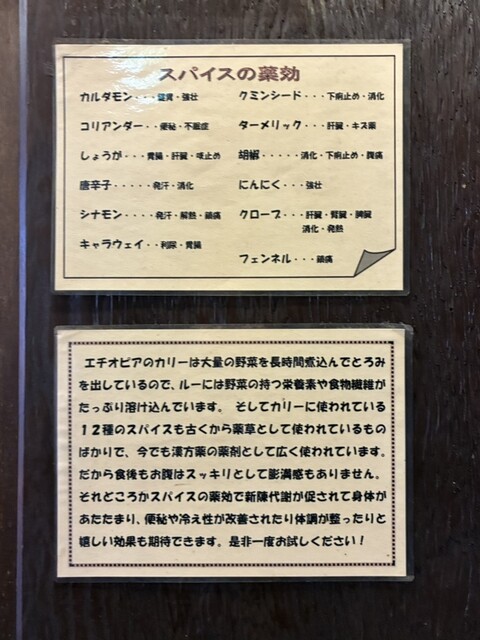 スパイスの薬効
カルダモン・・・健胃・強壮
クミンシード・・・下痢止め・消化
コリアンダー・・便秘・不眠症
ターメリック・・・肝臓・キズ薬
しょうが・・・胃腸・肝臓・咳止め
胡椒・・・・・消化・下痢止め・腹痛
唐辛子・・・・・発汗・消化
にんにく・・・強壮
シナモン・・・・発汗・解熱・頭痛
クローブ・・・肝臓・腎臓・脾臓
消化・発熱
キャラウェイ・・利尿・胃腸
フェンネル・・・頭痛
エチオピアのカリーは大量の野菜を長時間煮込んでとろみ
を出しているので、ルーには野菜の持つ栄養素や食物繊維が
たっぷり溶け込んでいます。 そしてカリーに使われている
12種のスパイスも古くから薬草として使われているもの
ばかりで、今でも漢方薬の薬剤として広く使われています。
だから食後もお腹はスッキリとして膨満感もありません。
それどころかスパイスの薬効で新陳代謝が促されて身体が
あたたまり、便秘や冷え性が改善されたり体調が整ったりと
嬉しい効果も期待できます。是非一度お試しください！